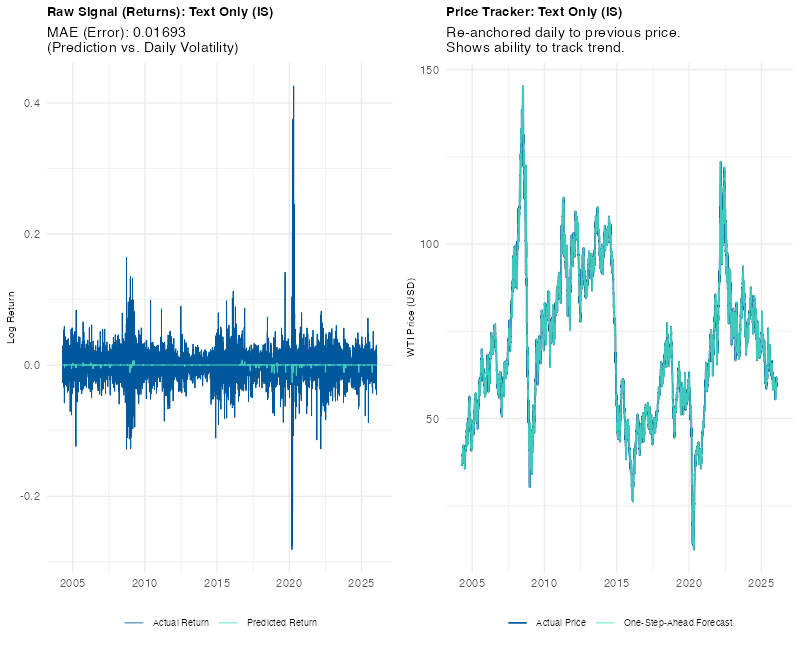 Raw Signal (Returns): Text Only (IS)
MAE (Error): 0.01693
(Prediction vs. Daily Volatility)
Log Return
0.4
0.2
0.0
-0.2
2005 2010 2015 2020 2025
Actual Return Predicted Return
Price Tracker: Text Only (IS)
Re-anchored daily to previous price.
Shows ability to track trend.
WTI Price (USD)
150
100
50
2005 2010 2015 2020 2025
Actual Price One-Step-Ahead Forecast